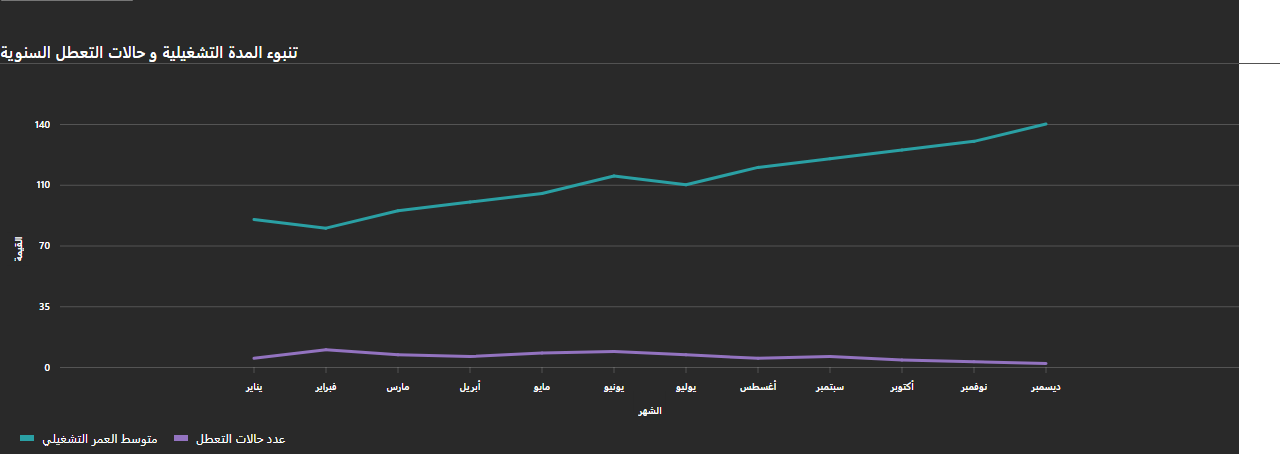 تنبوء المدة التشغيلية و حالات التعطل السنوية
140
110
70
35
0
القيمة
يناير فبراير مارس أبريل مايو يونيو يوليو أغسطس سبتمبر أكتوبر نوفمبر ديسمبر
الشهر
متوسط العمر التشغيلي عدد حالات التعطل